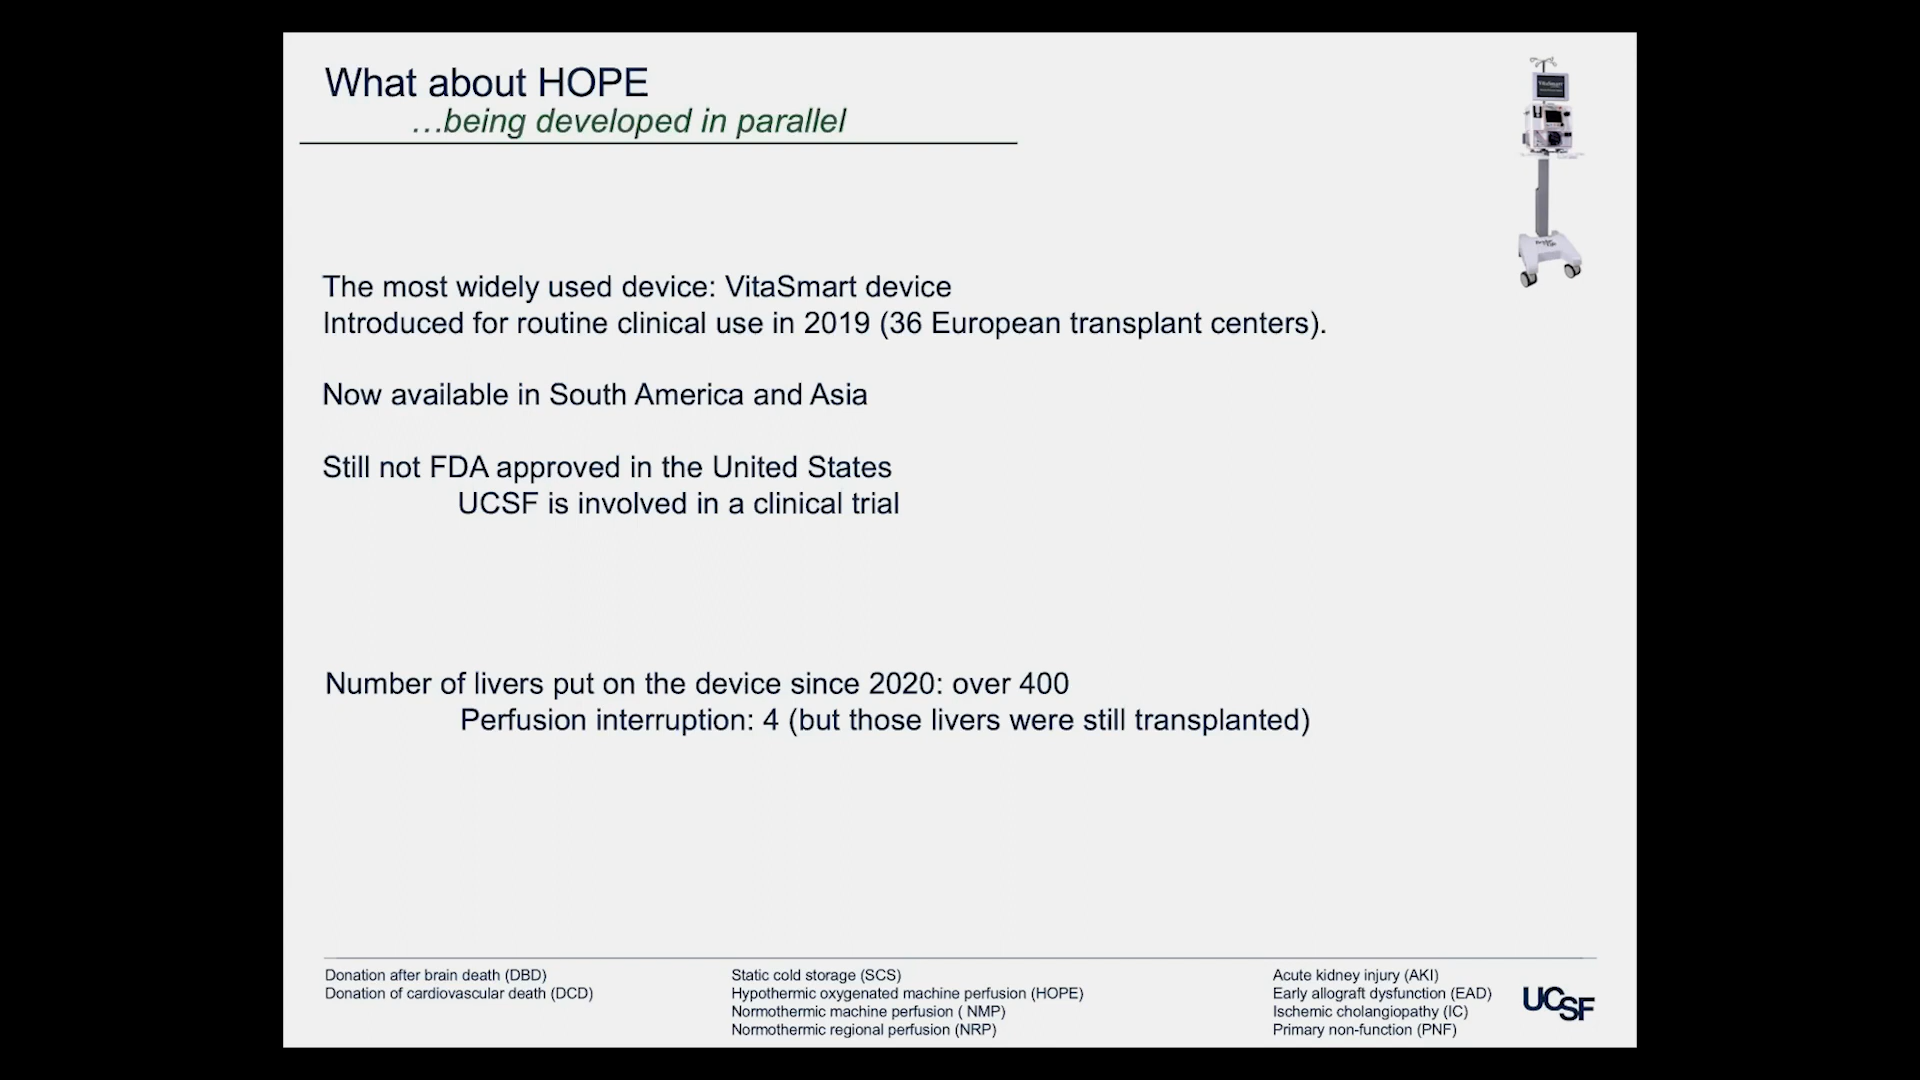 What about HOPE
…being developed in parallel
The most widely used device: VitaSmart device
Introduced for routine clinical use in 2019 (36 European transplant centers).
Now available in South America and Asia
Still not FDA approved in the United States
UCSF is involved in a clinical trial
Number of livers put on the device since 2020: over 400
Perfusion interruption: 4 (but those livers were still transplanted)
Donation after brain death (DBD)
Donation of cardiovascular death (DCD)
Static cold storage (SCS)
Hypothermic oxygenated machine perfusion (HOPE)
Normothermic machine perfusion ( NMP)
Normothermic regional perfusion (NRP)
Acute kidney injury (AKI)
Early allograft dysfunction (EAD)
Ischemic cholangiopathy (IC)
Primary non-function (PNF)
UCSF